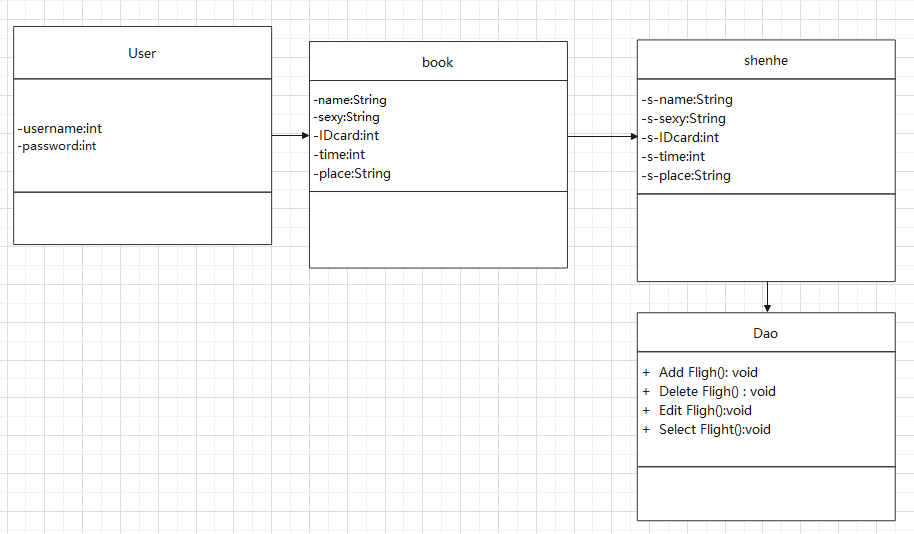 User
-username:int
-password:int
book
-name:String
-sexy:String
-IDcard:int
-time:int
-place:String
shenhe
-s-name:String
-s-sexy:String
-s-IDcard:int
-s-time:int
-s-place:String
Dao
+ Add Fligh(): void
+ Delete Fligh() : void
+ Edit Fligh():void
+ Select Flight():void